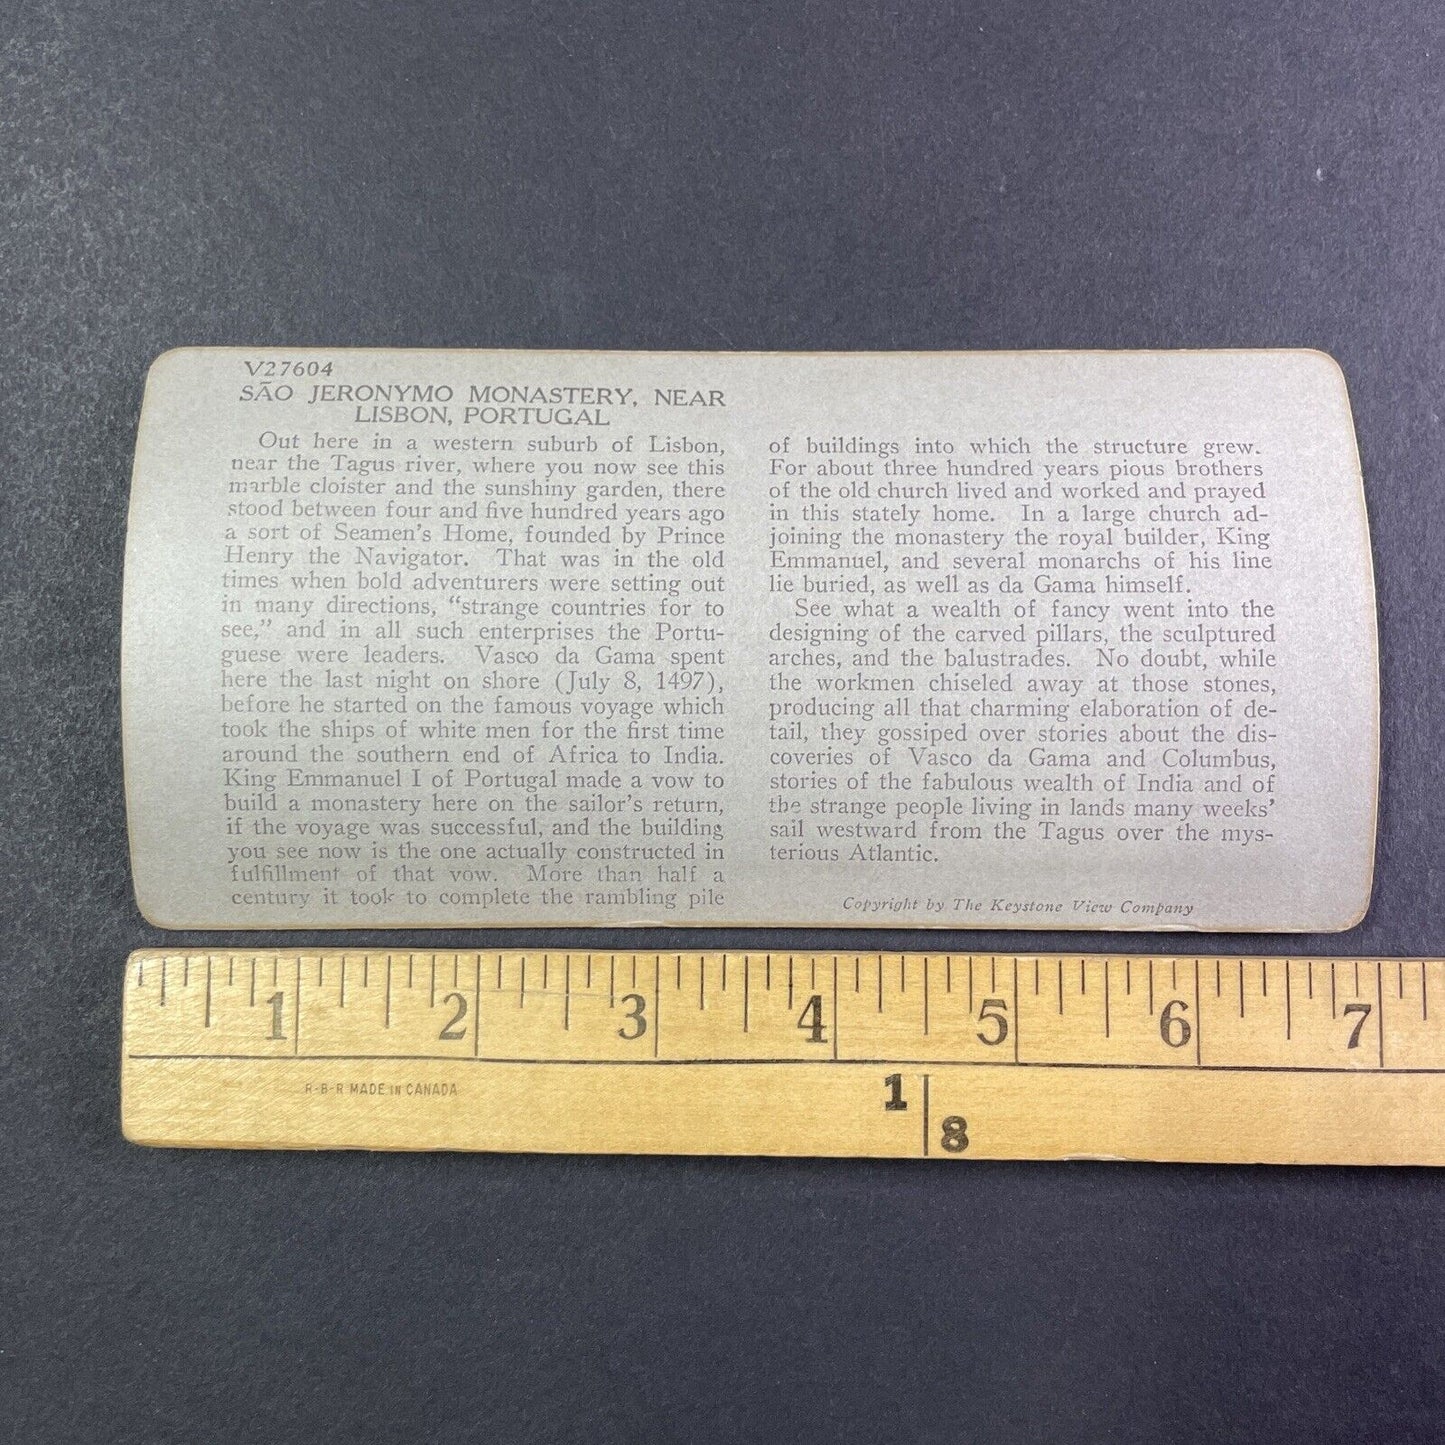 V27604
SÃO JERONYMO MONASTERY, NEAR
LISBON, PORTUGAL
Out here in a western suburb of Lisbon,
near the Tagus river, where you now see this
marble cloister and the sunshiny garden, there
stood between four and five hundred years ago
a sort of Seamen's Home, founded by Prince
Henry the Navigator. That was in the old
times when bold adventurers were setting out
in many directions, "strange countries for to
see," and in all such enterprises the Portu-
guese were leaders. Vasco da Gama spent
here the last night on shore (July 8, 1497),
before he started on the famous voyage which
took the ships of white men for the first time
around the southern end of Africa to India.
King Emmanuel I of Portugal made a vow to
build a monastery here on the sailor's return,
if the voyage was successful, and the building
you see now is the one actually constructed in
fulfillment of that vow. More than half a
century it took to complete the rambling pile
of buildings into which the structure grew.
For about three hundred years pious brothers
of the old church lived and worked and prayed
in this stately home. In a large church ad-
joining the monastery the royal builder, King
Emmanuel, and several monarchs of his line
lie buried, as well as da Gama himself.
See what a wealth of fancy went into the
designing of the carved pillars, the sculptured
arches, and the balustrades. No doubt, while
the workmen chiseled away at those stones,
producing all that charming elaboration of de-
tail, they gossiped over stories about the dis-
coveries of Vasco da Gama and Columbus,
stories of the fabulous wealth of India and of
the strange people living in lands many weeks'
sail westward from the Tagus over the mys-
terious Atlantic.
Copyright by The Keystone View Company
1 2 3 4 5 6 7
R-B-R MADE IN CANADA
1
8